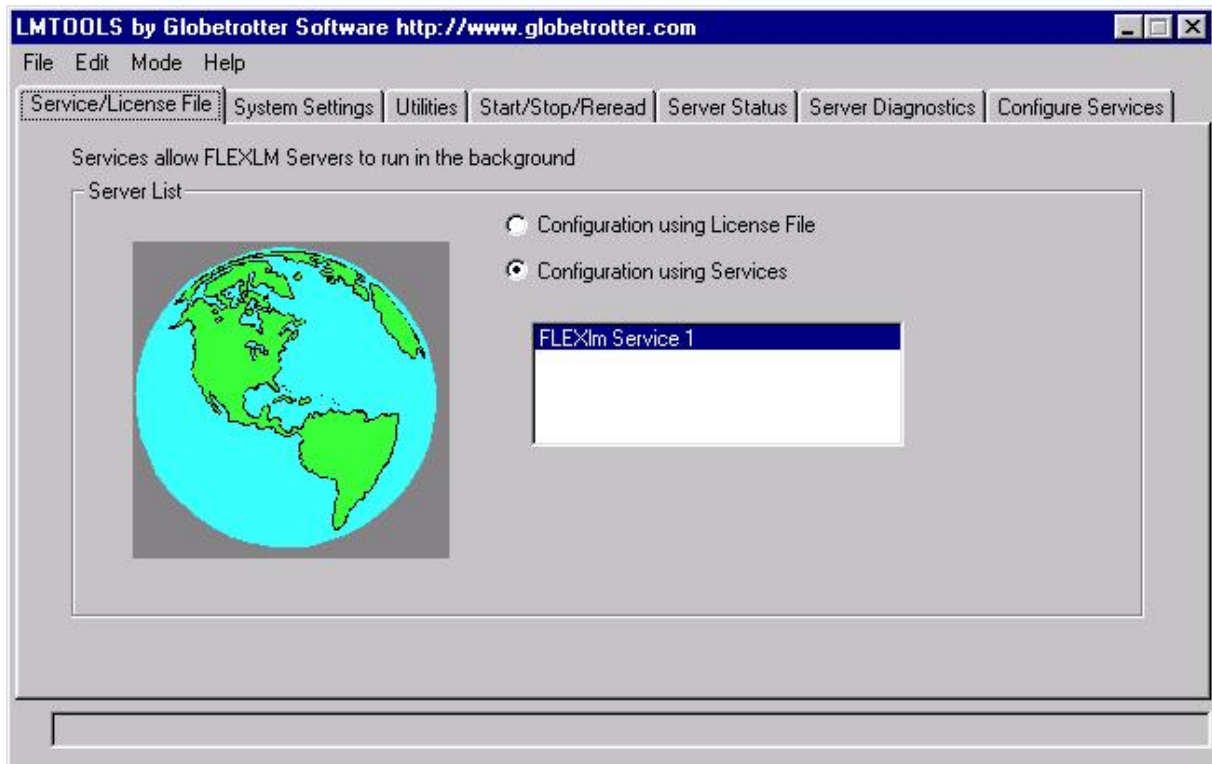 LMTOOLS by Globetrotter Software http://www.globetrotter.com
File Edit Mode Help
Service/License File System Settings Utilities Start/Stop/Reread Server Status Server Diagnostics Configure Services
Services allow FLEXLM Servers to run in the background
Server List
Configuration using License File
Configuration using Services
FLEXlm Service 1